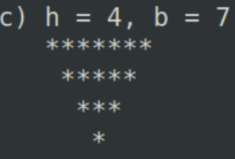 c) h = 4, b = 7
*******
*****
***
*